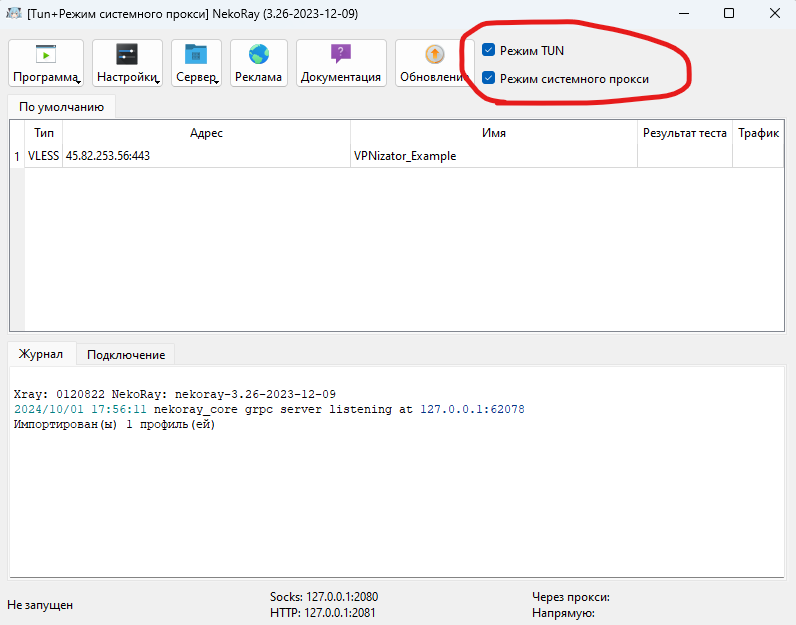 [Tun+Режим системного прокси] NekoRay (3.26-2023-12-09)
Программа Настройки Сервер Реклама Документация Обновлени
Режим TUN
Режим системного прокси
По умолчанию
Тип Адрес Имя Результат теста Трафик
1 VLESS 45.82.253.56:443 VPNizator_Example
Журнал Подключение
Xray: 0120822 NekoRay: nekoray-3.26-2023-12-09
2024/10/01 17:56:11 nekoray_core grpc server listening at 127.0.0.1:62078
Импортирован(ы) 1 профиль(ей)
Не запущен
Socks: 127.0.0.1:2080
HTTP: 127.0.0.1:2081
Через прокси:
Напрямую: